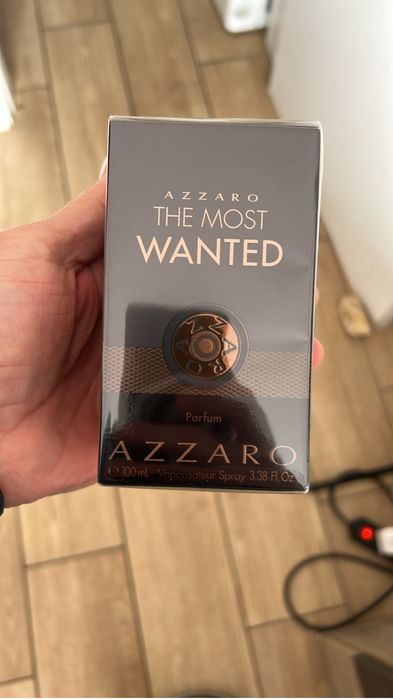 AZZARO
THE MOST
WANTED
AZZARO
Parfum
AZZARO
℮ 100 mL Vaporisateur Spray 3.38 Fl. Oz